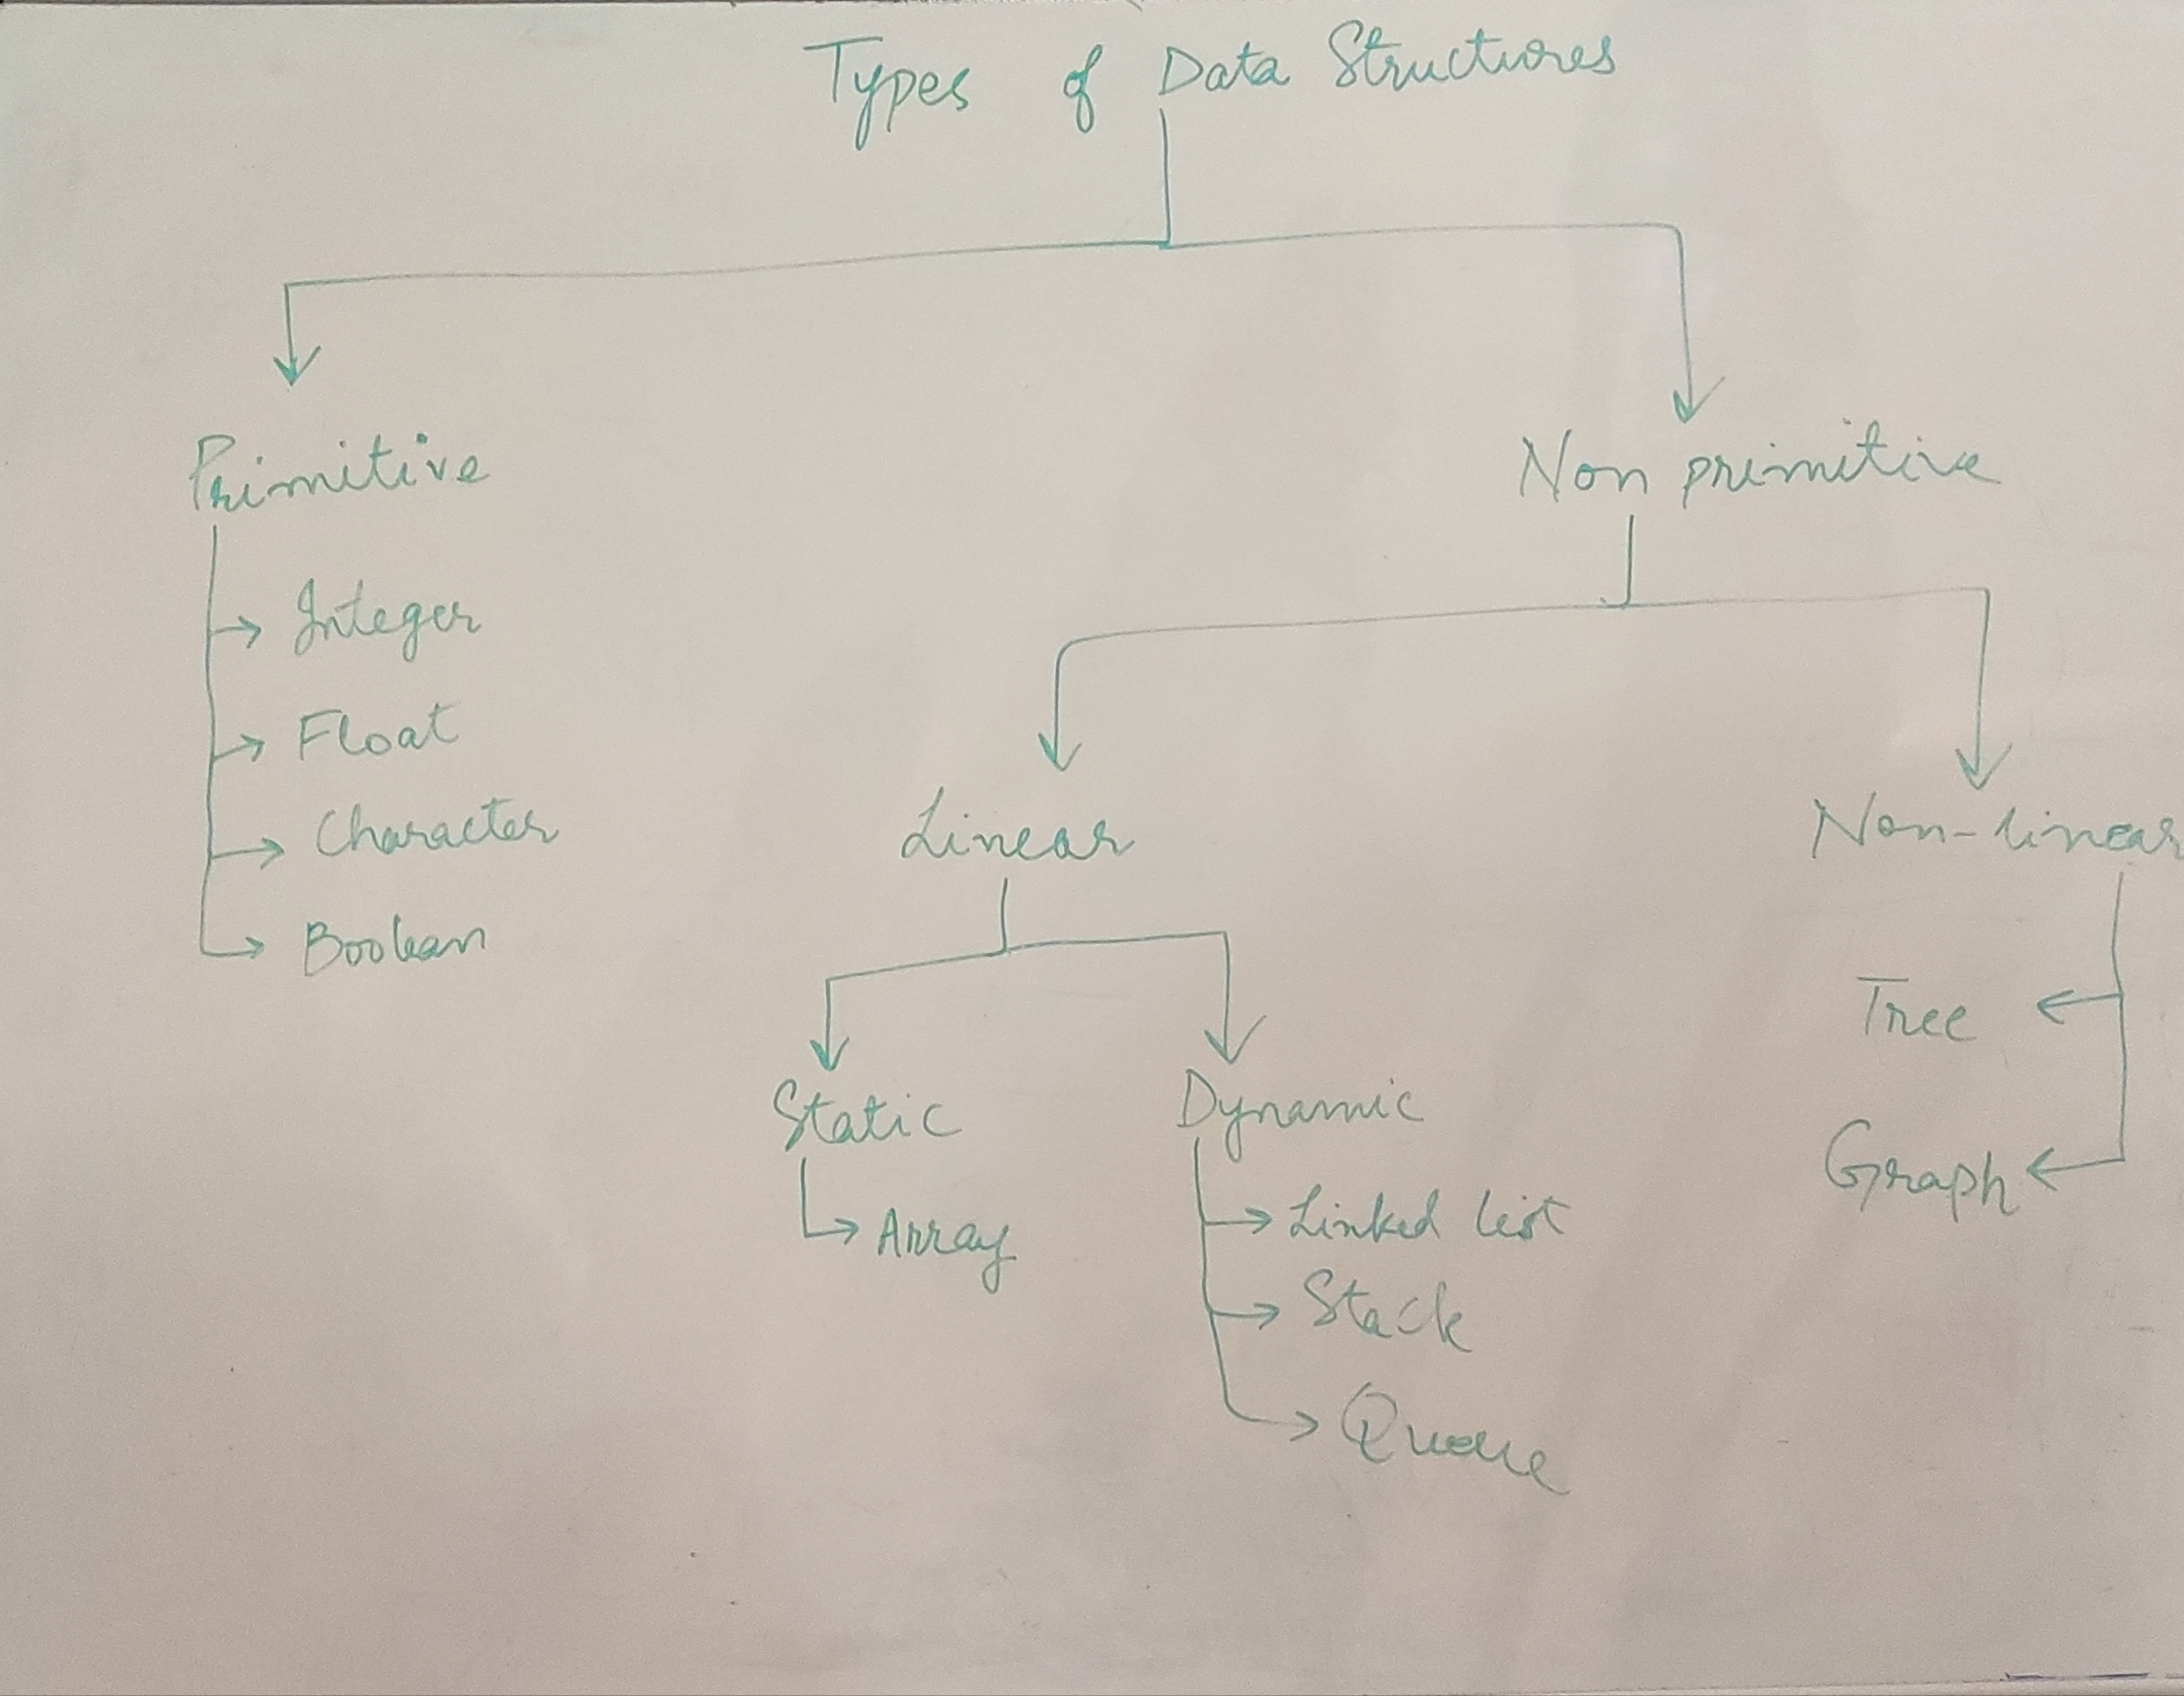 Types of Data Structures
Primitive
Non primitive
Integer
Float
Character
Boolean
Linear
Non-linear
Static
Dynamic
Array
Linked list
Stack
Queue
Tree
Graph